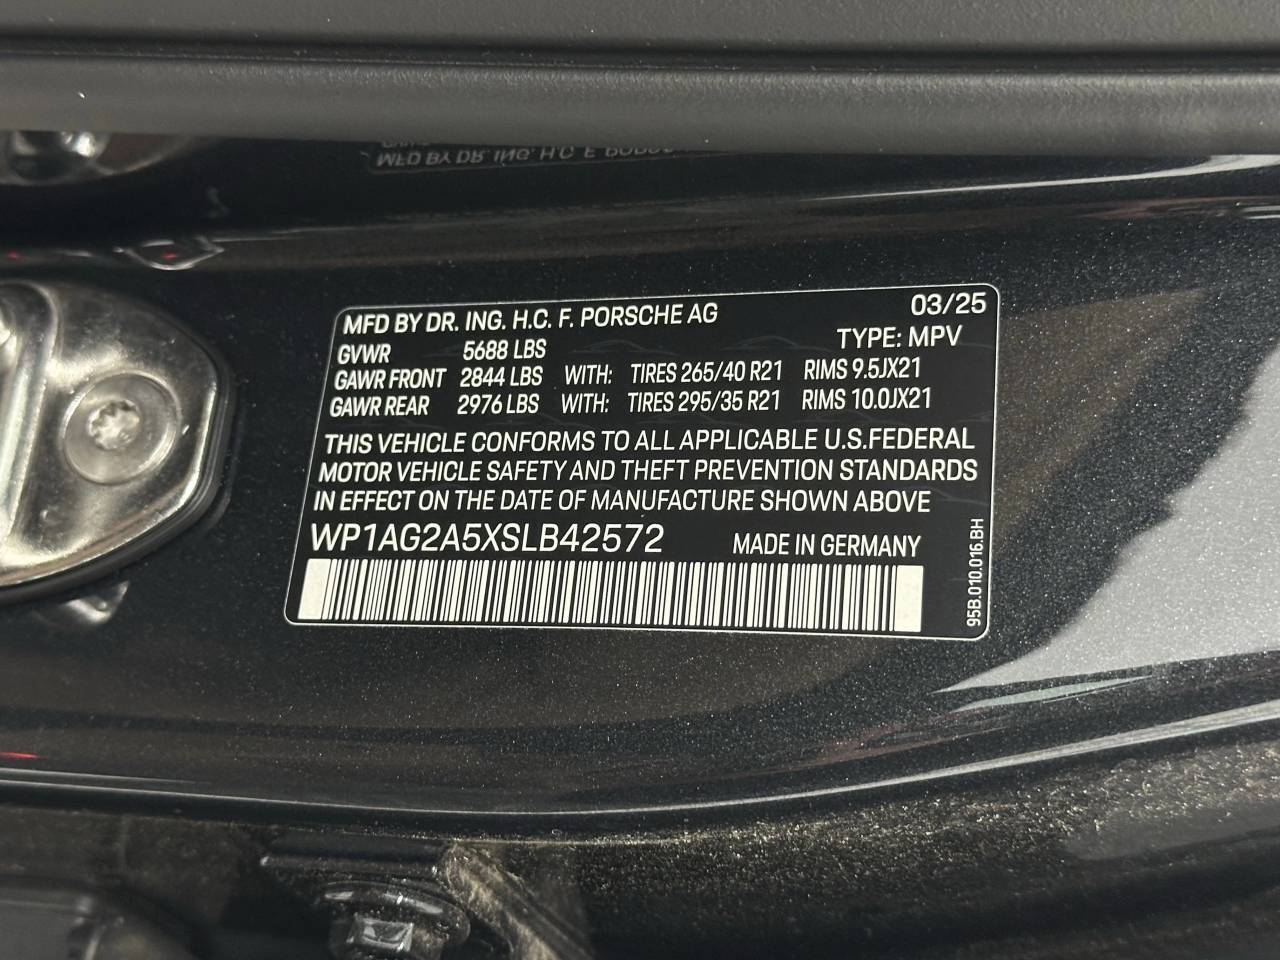 MFD BY DR. ING. H.C. F. PORSCHE AG 03/25
TYPE: MPV
GVWR 5688 LBS
GAWR FRONT 2844 LBS WITH: TIRES 265/40 R21 RIMS 9.5JX21
GAWR REAR 2976 LBS WITH: TIRES 295/35 R21 RIMS 10.0JX21
THIS VEHICLE CONFORMS TO ALL APPLICABLE U.S.FEDERAL
MOTOR VEHICLE SAFETY AND THEFT PREVENTION STANDARDS
IN EFFECT ON THE DATE OF MANUFACTURE SHOWN ABOVE
WP1AG2A5XSLB42572 MADE IN GERMANY
95B.010.016.BH